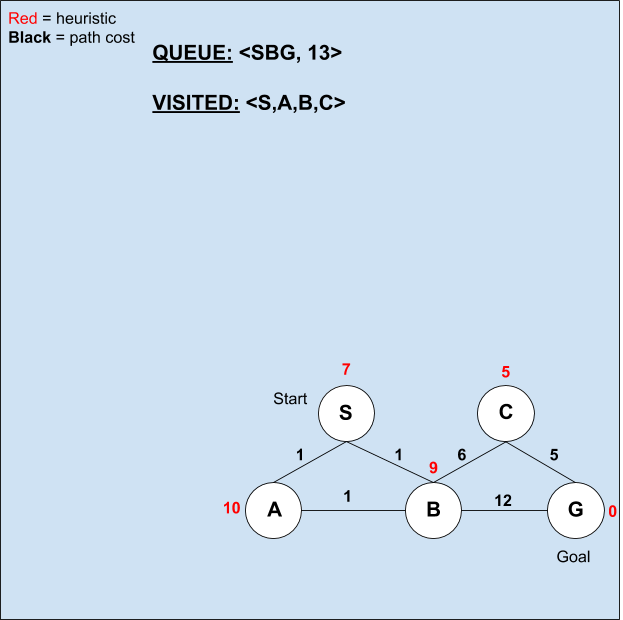 Red = heuristic
Black = path cost
QUEUE: <SBG, 13>
VISITED: <S,A,B,C>
7
5
Start
S
C
1
1
6
5
9
10
A
1
B
12
G
0
Goal